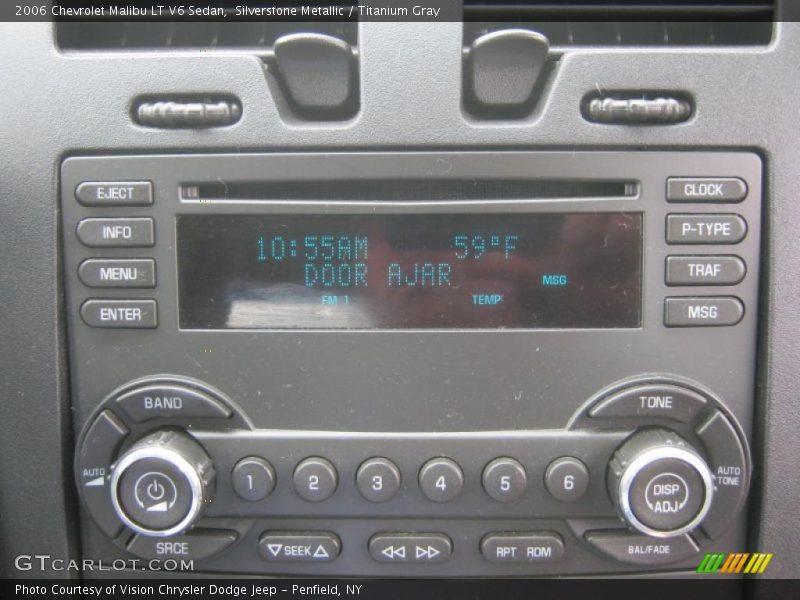 2006 Chevrolet Malibu LT V6 Sedan, Silverstone Metallic / Titanium Gray
EJECT
CLOCK
INFO
P-TYPE
10:55AM 59°F
DOOR AJAR
MSG
FM 1
TEMP
MENU
TRAF
ENTER
MSG
BAND
TONE
AUTO
1
2
3
4
5
6
DISP
ADJ
AUTO
TONE
SRCE
SEEK
RPT RDM
BAL/FADE
GTCARLOT.COM
Photo Courtesy of Vision Chrysler Dodge Jeep - Penfield, NY